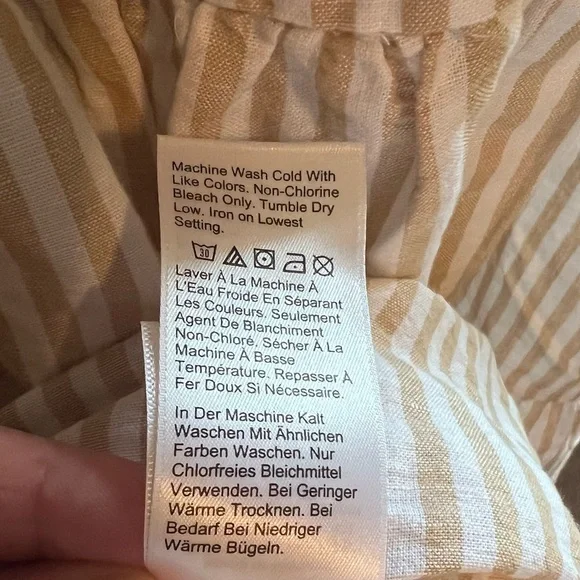 Machine Wash Cold With
Like Colors. Non-Chlorine
Bleach Only. Tumble Dry
Low. Iron on Lowest
Setting.
30
Laver À La Machine À
L'Eau Froide En Séparant
Les Couleurs. Seulement
Agent De Blanchiment
Non-Chloré. Sécher À La
Machine À Basse
Température. Repasser À
Fer Doux Si Nécessaire.
In Der Maschine Kalt
Waschen Mit Ähnlichen
Farben Waschen. Nur
Chlorfreies Bleichmittel
Verwenden. Bei Geringer
Wärme Trocknen. Bei
Bedarf Bei Niedriger
Wärme Bügeln.